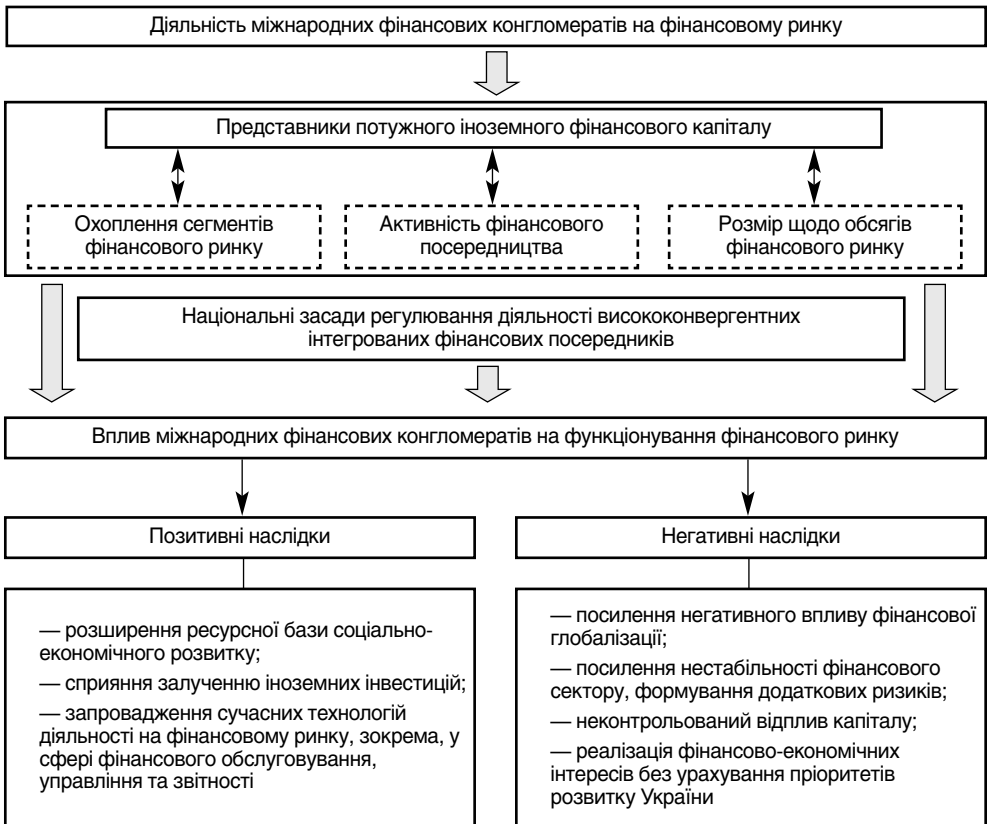 Діяльність міжнародних фінансових конгломератів на фінансовому ринку
Представники потужного іноземного фінансового капіталу
Охоплення сегментів
фінансового ринку
Активність фінансового
посередництва
Розмір щодо обсягів
фінансового ринку
Національні засади регулювання діяльності висококонвергентних
інтегрованих фінансових посередників
Вплив міжнародних фінансових конгломератів на функціонування фінансового ринку
Позитивні наслідки
— розширення ресурсної бази соціально-
економічного розвитку;
— сприяння залученню іноземних інвестицій;
— запровадження сучасних технологій
діяльності на фінансовому ринку, зокрема, у
сфері фінансового обслуговування,
управління та звітності
Негативні наслідки
— посилення негативного впливу фінансової
глобалізації;
— посилення нестабільності фінансового
сектору, формування додаткових ризиків;
— неконтрольований відплив капіталу;
— реалізація фінансово-економічних
інтересів без урахування пріоритетів
розвитку України